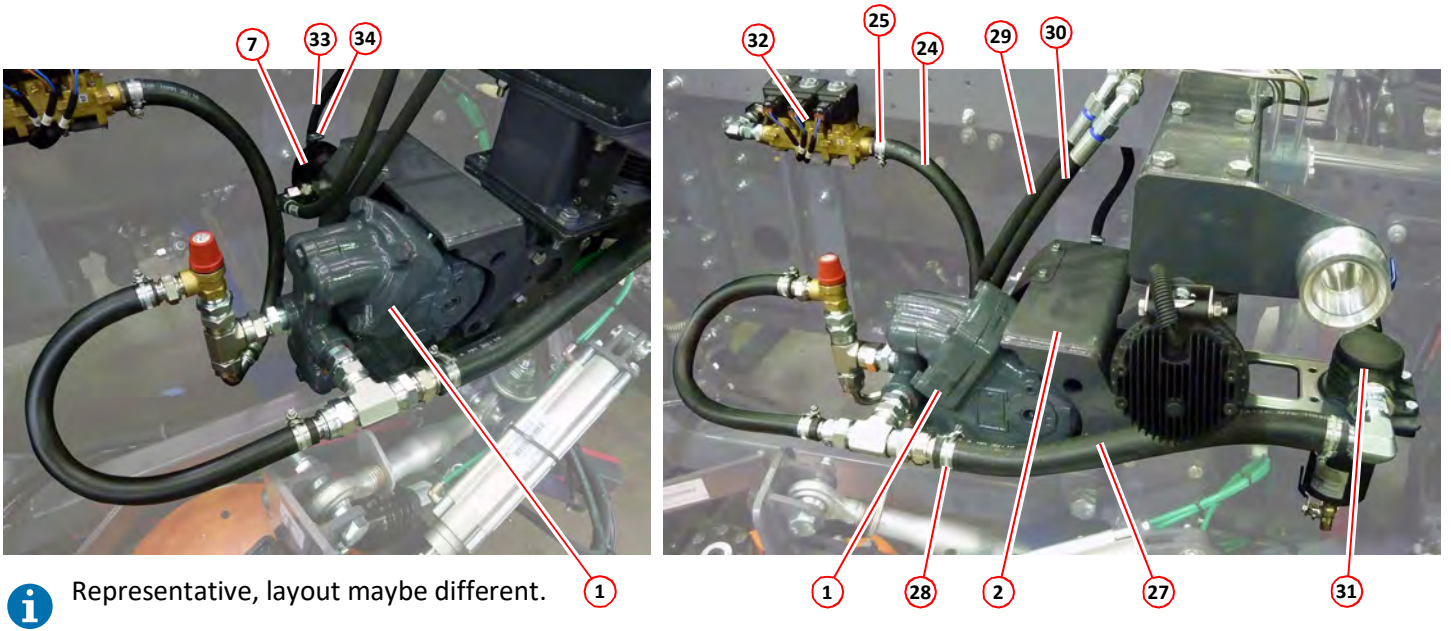 7 33 34
32 25 24 29 30
1
1 28 2 27 31
i Representative, layout maybe different.